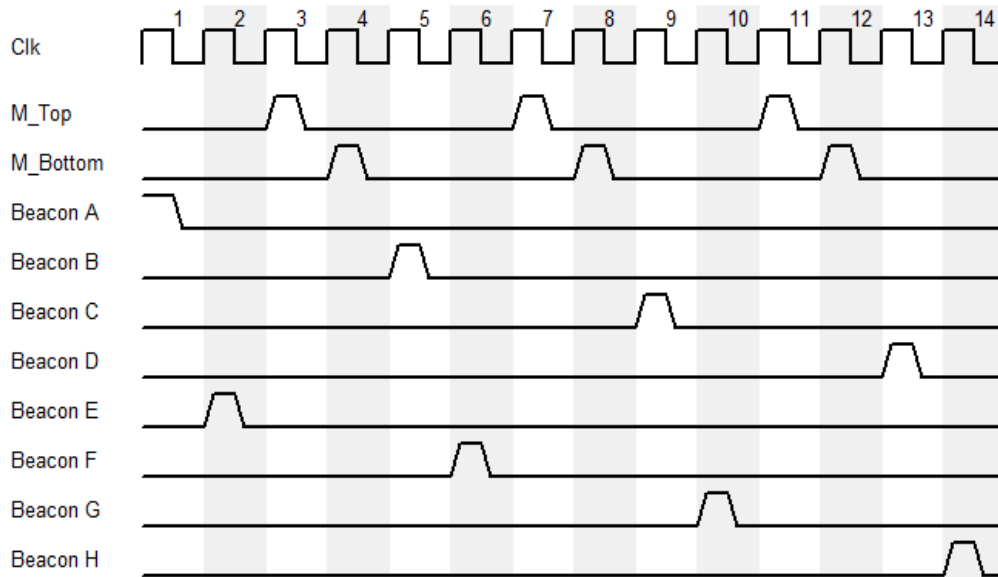 1 2 3 4 5 6 7 8 9 10 11 12 13 14
Clk
M_Top
M_Bottom
Beacon A
Beacon B
Beacon C
Beacon D
Beacon E
Beacon F
Beacon G
Beacon H